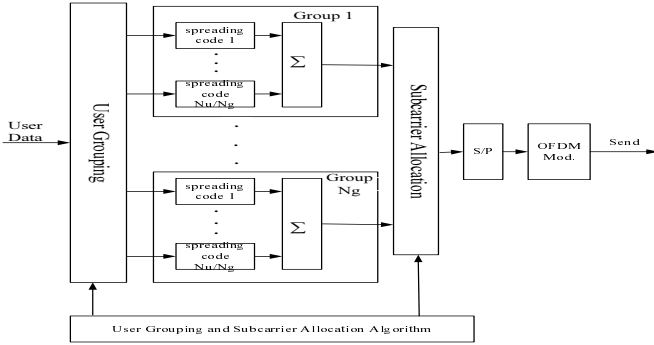 User
Data
User Grouping
Group 1
spreading
code 1
spreading
code
Nu/Ng
Σ
Group
Ng
spreading
code 1
spreading
code
Nu/Ng
Σ
Subcarrier Allocation
S/P
OFDM
Mod.
Send
User Grouping and Subcarrier Allocation Algorithm